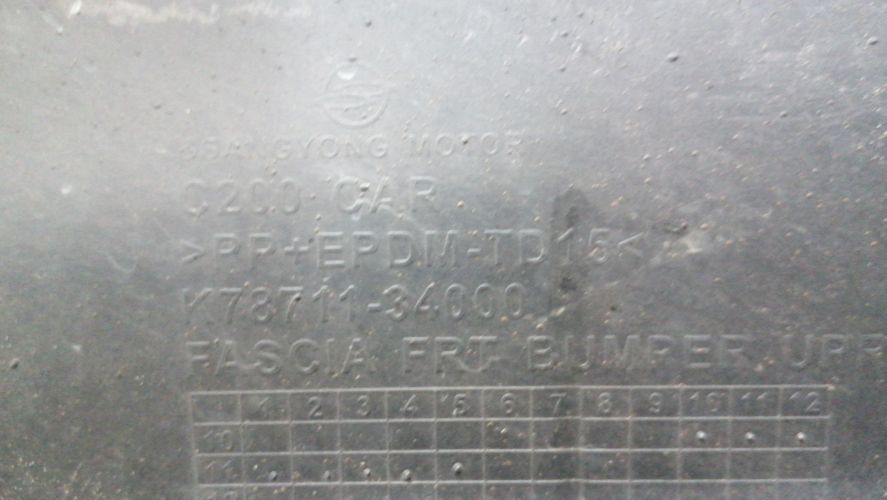 SSANGYONG MOTOR
C200 CAR
>PP+EPDM-TD15<
K78711-34000
FASCIA FRT BUMPER UPR
1 2 3 4 5 6 7 8 9 10 11 12
10
11